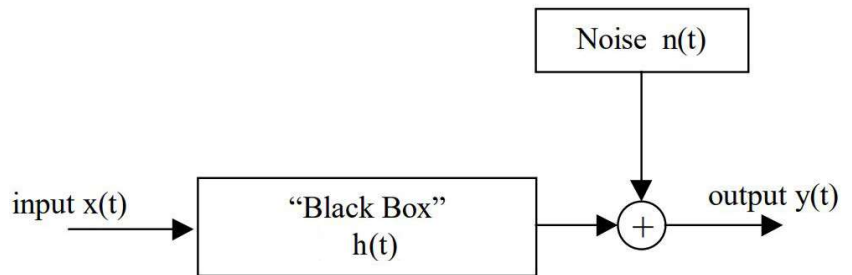 Noise n(t)
input x(t)
“Black Box”
h(t)
+
output y(t)